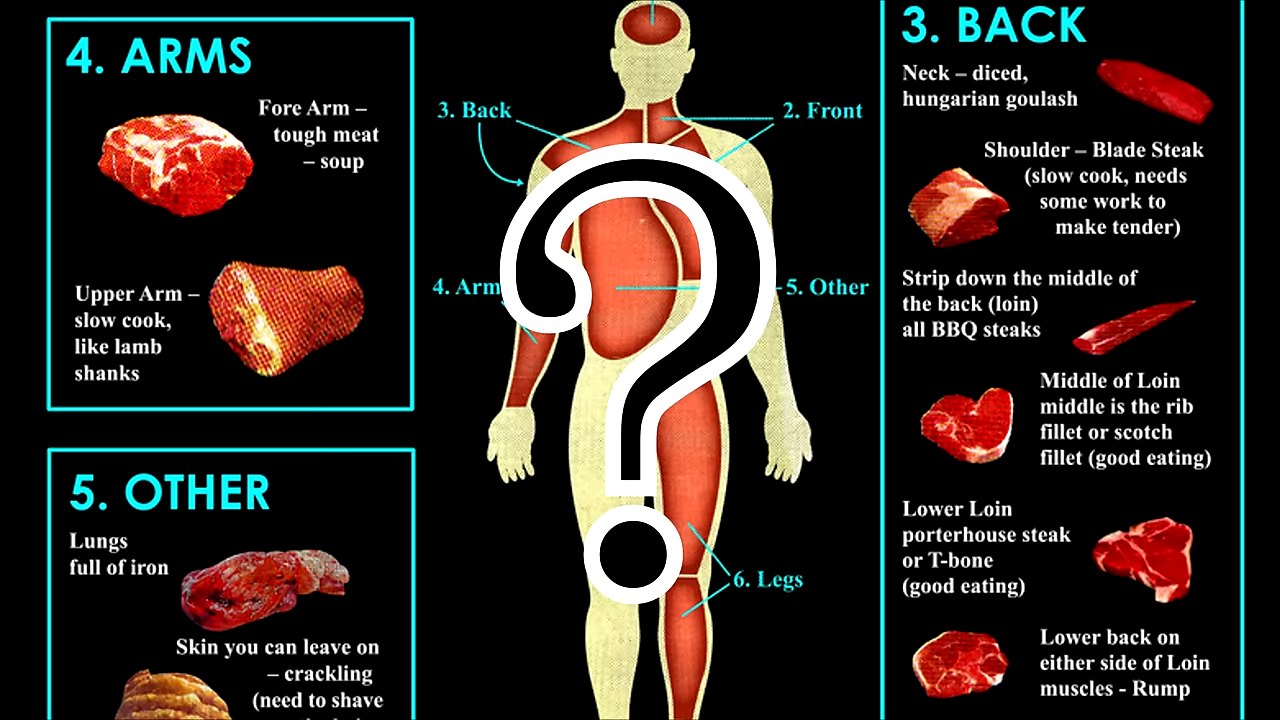 4. ARMS
Fore Arm –
tough meat
– soup
Upper Arm –
slow cook,
like lamb
shanks
5. OTHER
Lungs
full of iron
Skin you can leave on
– crackling
(need to shave
3. Back
2. Front
4. Arm
5. Other
6. Legs
3. BACK
Neck – diced,
hungarian goulash
Shoulder – Blade Steak
(slow cook, needs
some work to
make tender)
Strip down the middle of
the back (loin)
all BBQ steaks
Middle of Loin
middle is the rib
fillet or scotch
fillet (good eating)
Lower Loin
porterhouse steak
or T-bone
(good eating)
Lower back on
either side of Loin
muscles - Rump
?